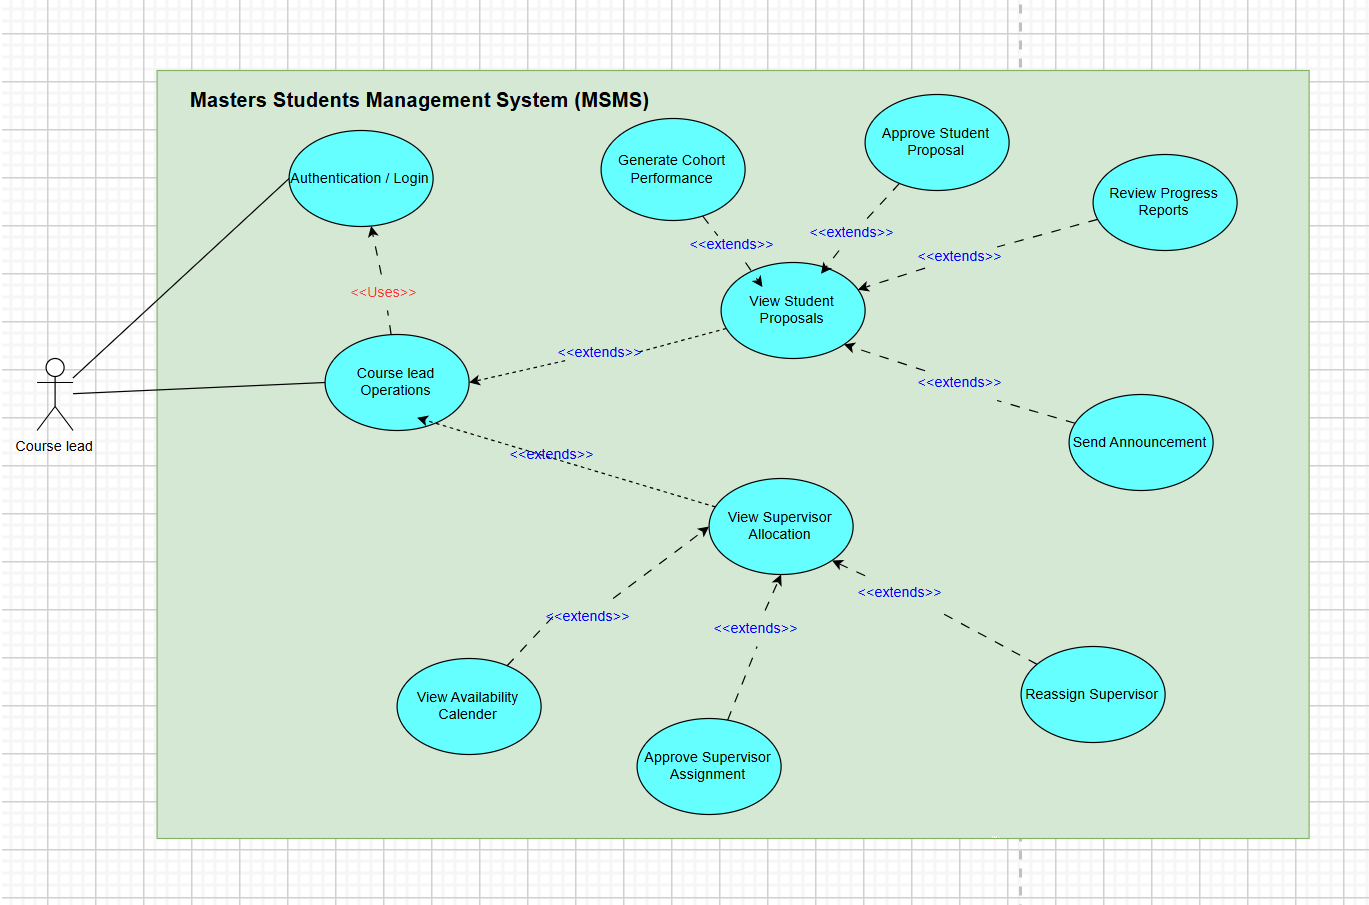 Masters Students Management System (MSMS)
Authentication / Login
Generate Cohort
Performance
Approve Student
Proposal
Review Progress
Reports
<<extends>>
<<extends>>
<<extends>>
<<Uses>>
View Student
Proposals
<<extends>>
Course lead
Operations
<<extends>>
Course lead
Send Announcement
<<extends>>
View Supervisor
Allocation
<<extends>>
<<extends>>
<<extends>>
View Availability
Calender
Reassign Supervisor
Approve Supervisor
Assignment